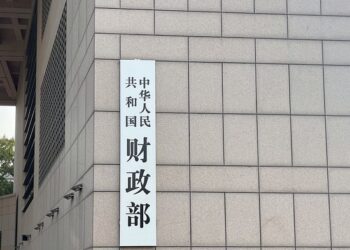 中华人民
共和国
财政部